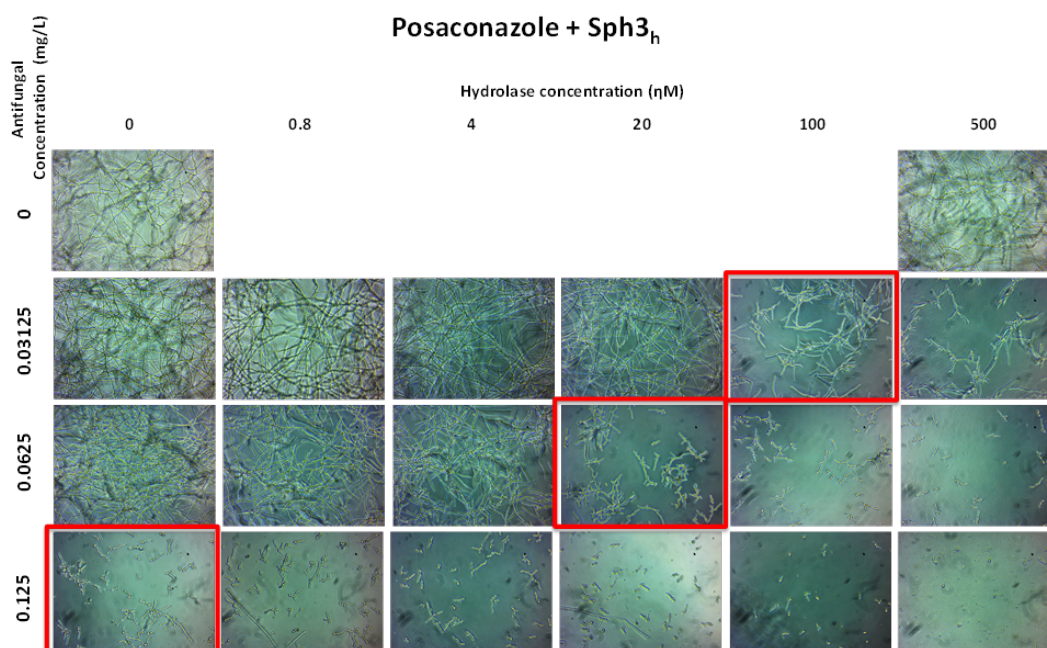 Posaconazole + Sph3h
Antifungal
Concentration (mg/L)
Hydrolase concentration (ηM)
0 0.8 4 20 100 500
0
0.03125
0.0625
0.125